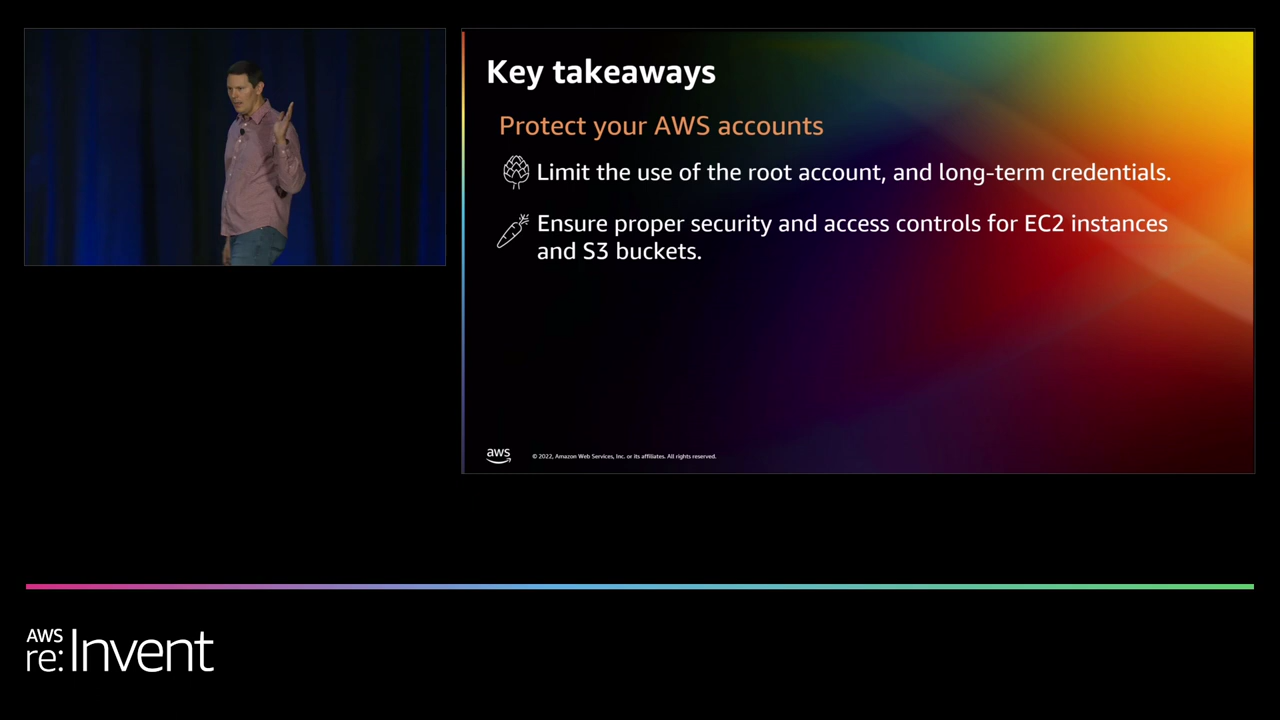 Key takeaways
Protect your AWS accounts
Limit the use of the root account, and long-term credentials.
Ensure proper security and access controls for EC2 instances
and S3 buckets.
aws
© 2022, Amazon Web Services, Inc. or its affiliates. All rights reserved.
AWS
re:Invent